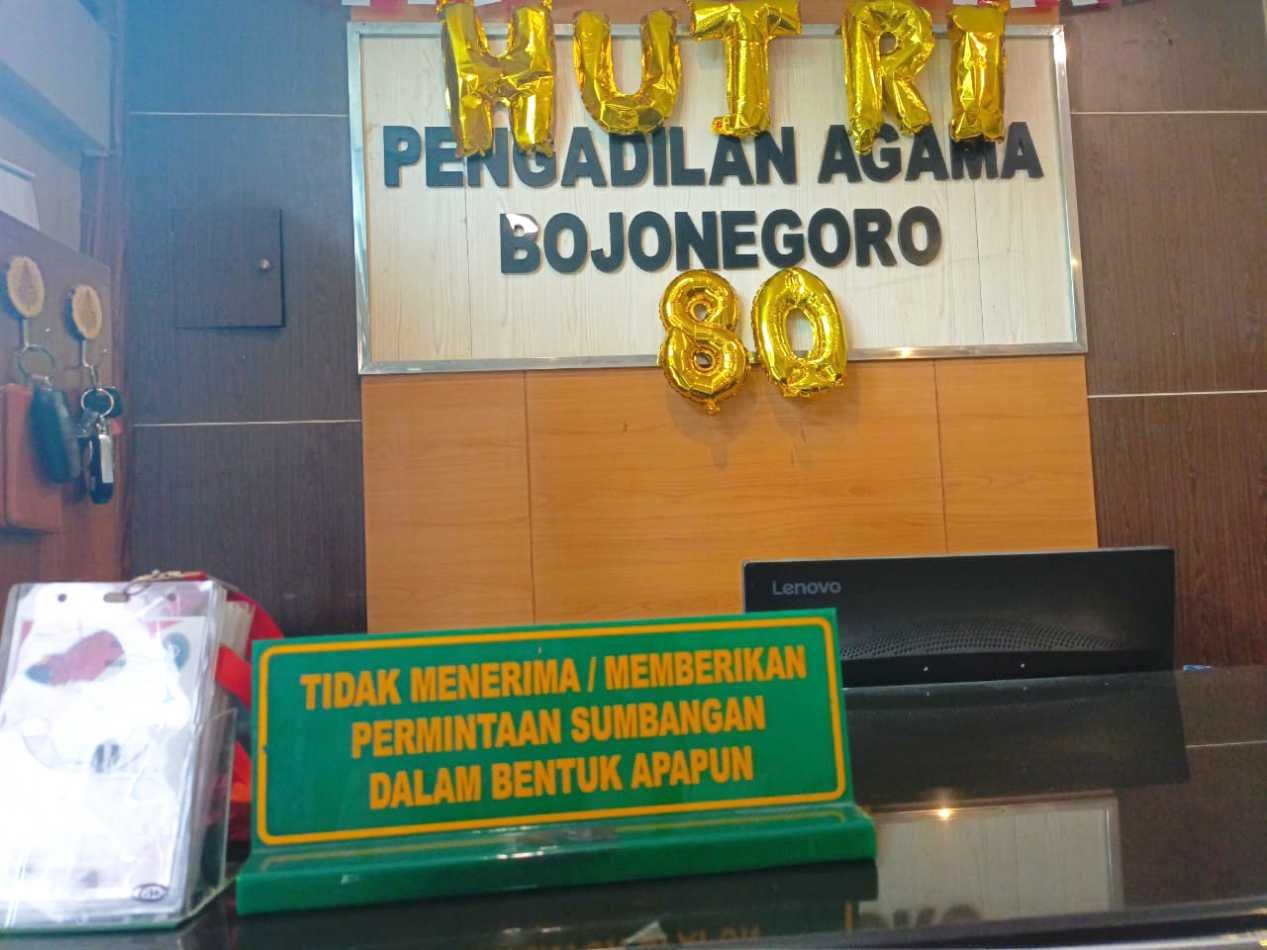 HUT RI
PENGADILAN AGAMA
BOJONEGORO
80
Lenovo
TIDAK MENERIMA / MEMBERIKAN
PERMINTAAN SUMBANGAN
DALAM BENTUK APAPUN